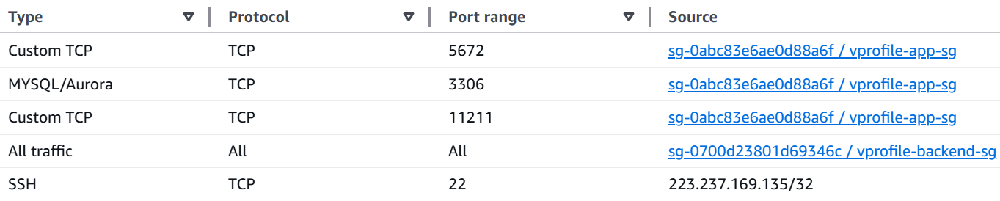 Type Protocol Port range Source
Custom TCP TCP 5672 sg-0abc83e6ae0d88a6f / vprofile-app-sg
MYSQL/Aurora TCP 3306 sg-0abc83e6ae0d88a6f / vprofile-app-sg
Custom TCP TCP 11211 sg-0abc83e6ae0d88a6f / vprofile-app-sg
All traffic All All sg-0700d23801d69346c / vprofile-backend-sg
SSH TCP 22 223.237.169.135/32